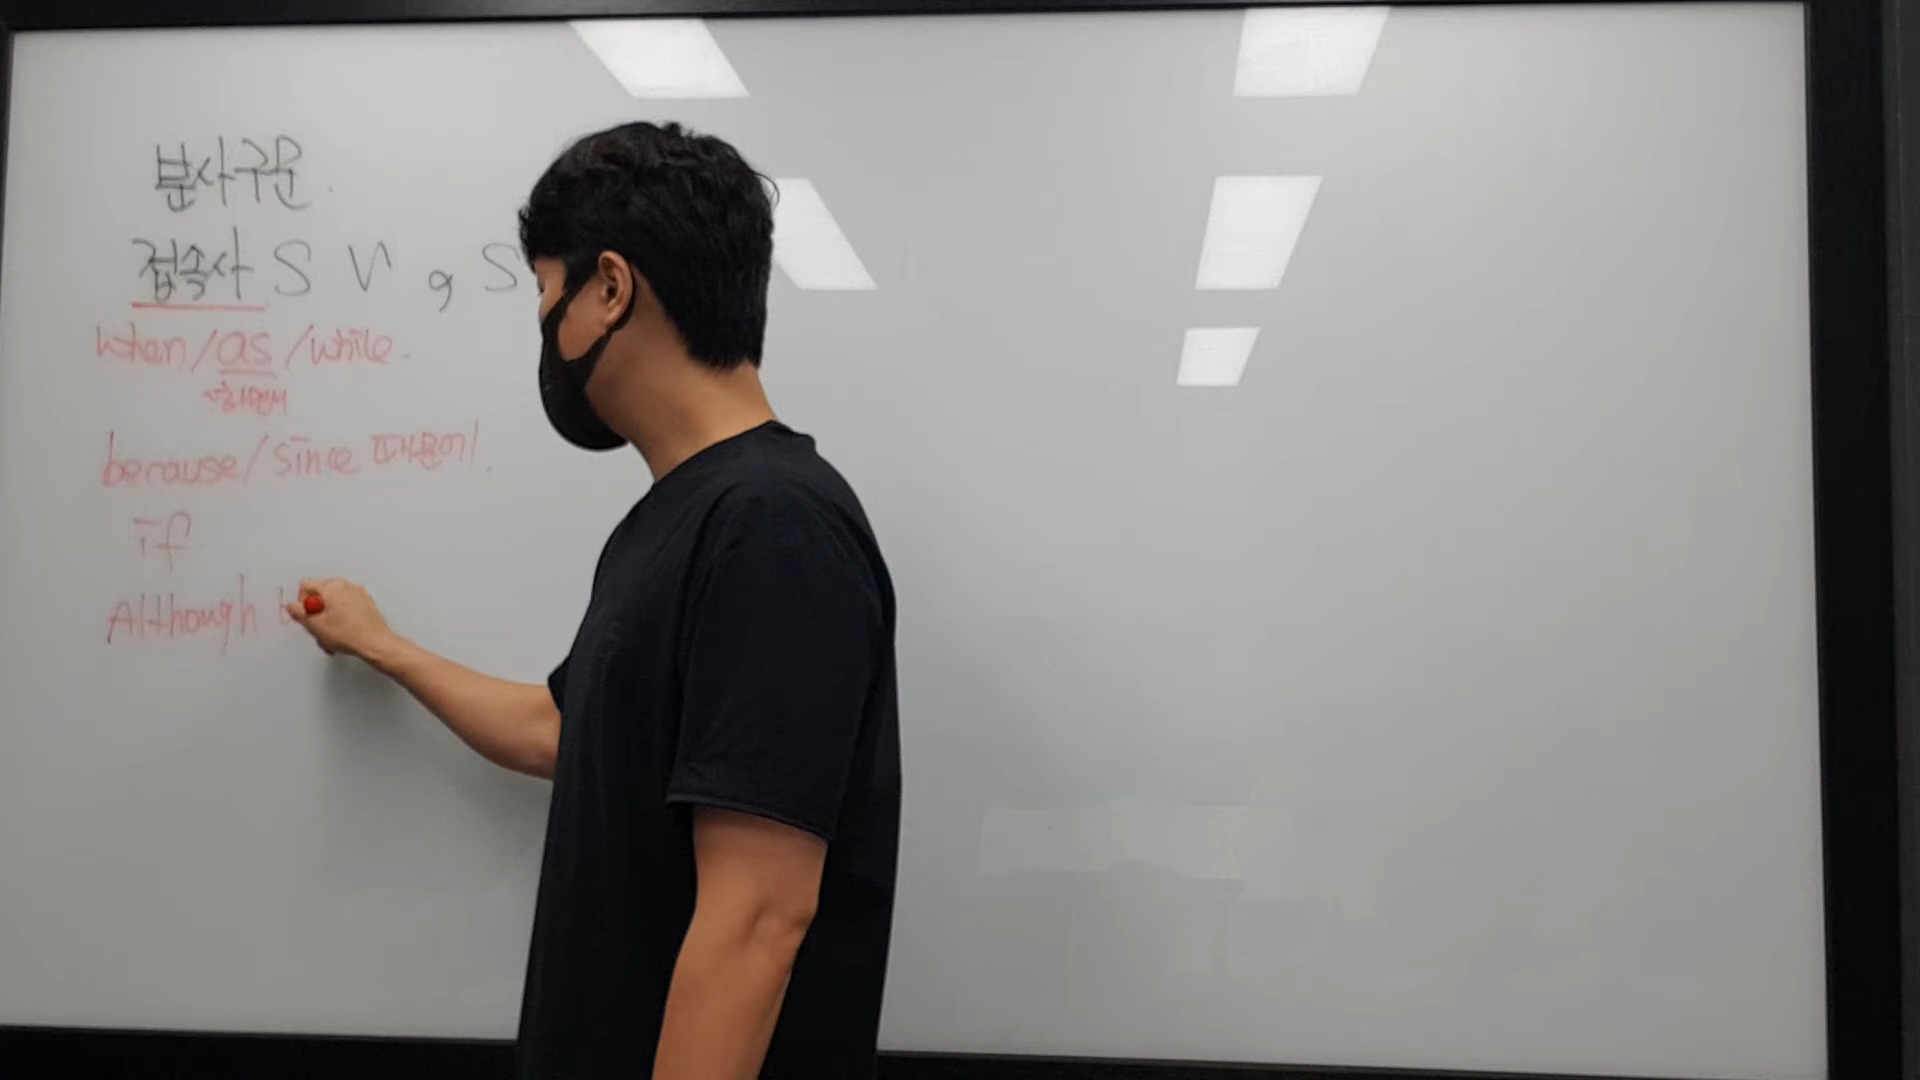 분사구문.
접속사 S V , S
when/as/while.
~하면서
because/since 때문에.
if
Although